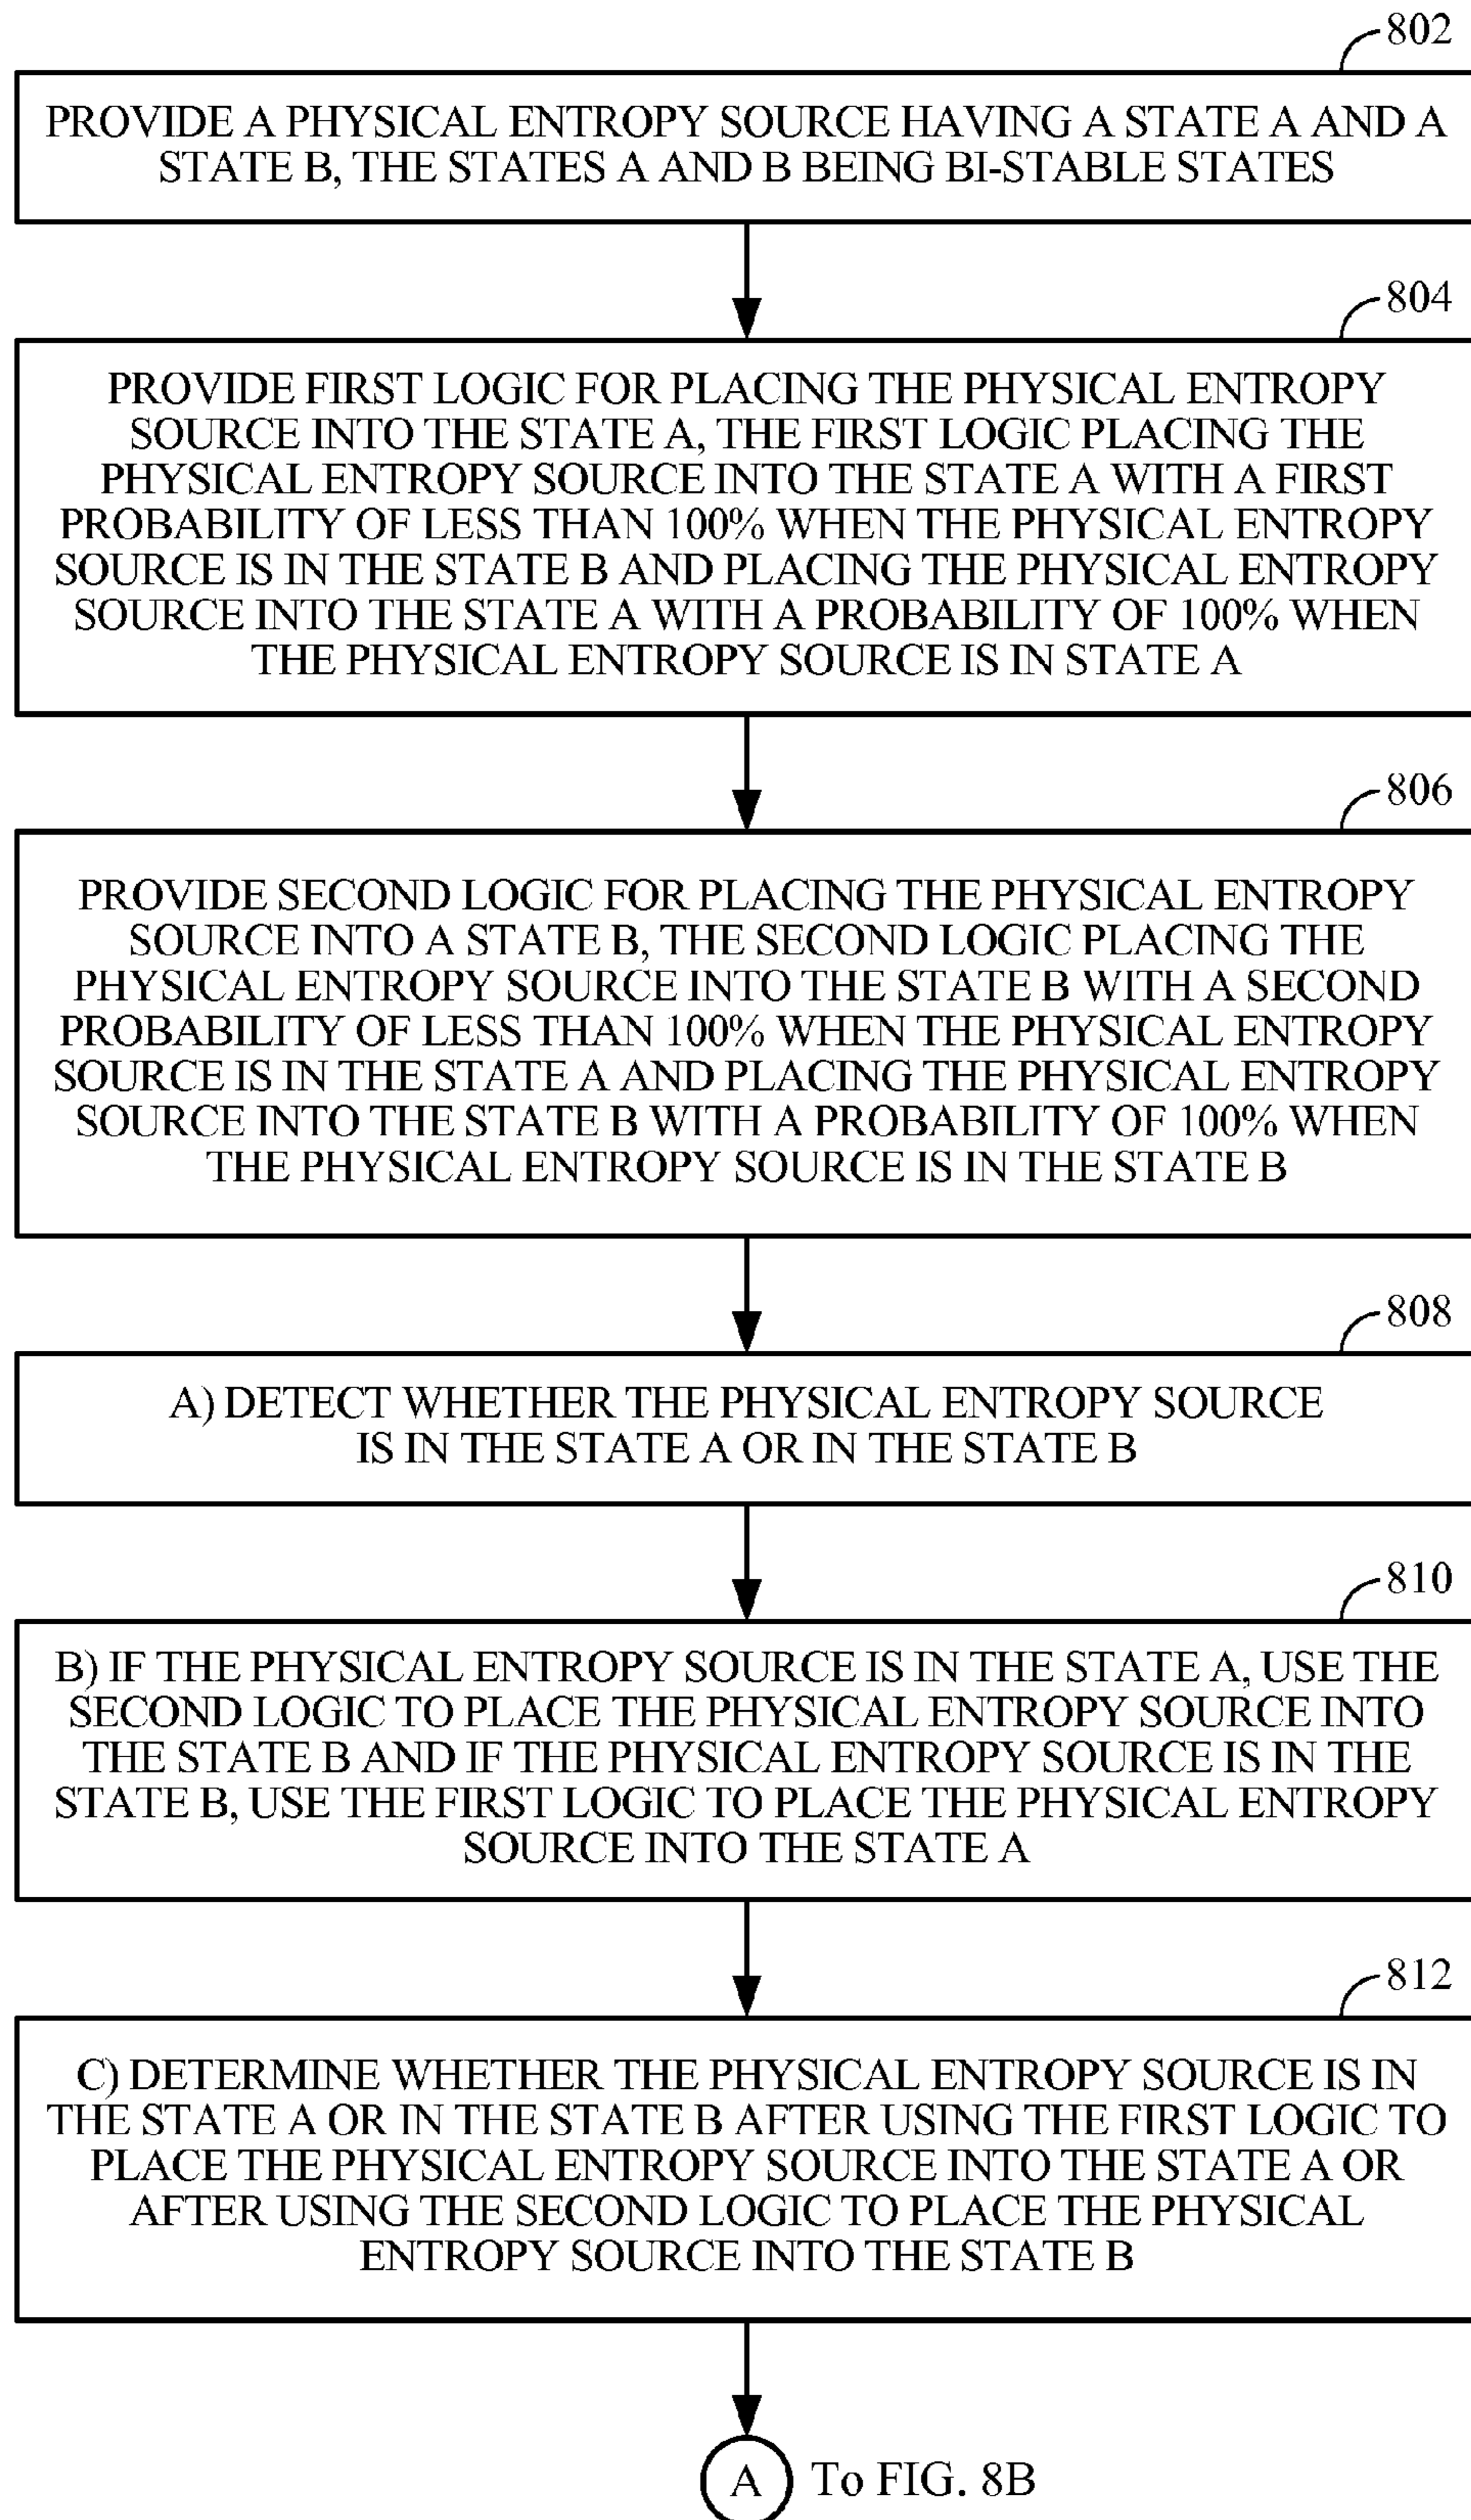 802
PROVIDE A PHYSICAL ENTROPY SOURCE HAVING A STATE A AND A
STATE B, THE STATES A AND B BEING BI-STABLE STATES
804
PROVIDE FIRST LOGIC FOR PLACING THE PHYSICAL ENTROPY
SOURCE INTO THE STATE A, THE FIRST LOGIC PLACING THE
PHYSICAL ENTROPY SOURCE INTO THE STATE A WITH A FIRST
PROBABILITY OF LESS THAN 100% WHEN THE PHYSICAL ENTROPY
SOURCE IS IN THE STATE B AND PLACING THE PHYSICAL ENTROPY
SOURCE INTO THE STATE A WITH A PROBABILITY OF 100% WHEN
THE PHYSICAL ENTROPY SOURCE IS IN STATE A
806
PROVIDE SECOND LOGIC FOR PLACING THE PHYSICAL ENTROPY
SOURCE INTO A STATE B, THE SECOND LOGIC PLACING THE
PHYSICAL ENTROPY SOURCE INTO THE STATE B WITH A SECOND
PROBABILITY OF LESS THAN 100% WHEN THE PHYSICAL ENTROPY
SOURCE IS IN THE STATE A AND PLACING THE PHYSICAL ENTROPY
SOURCE INTO THE STATE B WITH A PROBABILITY OF 100% WHEN
THE PHYSICAL ENTROPY SOURCE IS IN THE STATE B
808
A) DETECT WHETHER THE PHYSICAL ENTROPY SOURCE
IS IN THE STATE A OR IN THE STATE B
810
B) IF THE PHYSICAL ENTROPY SOURCE IS IN THE STATE A, USE THE
SECOND LOGIC TO PLACE THE PHYSICAL ENTROPY SOURCE INTO
THE STATE B AND IF THE PHYSICAL ENTROPY SOURCE IS IN THE
STATE B, USE THE FIRST LOGIC TO PLACE THE PHYSICAL ENTROPY
SOURCE INTO THE STATE A
812
C) DETERMINE WHETHER THE PHYSICAL ENTROPY SOURCE IS IN
THE STATE A OR IN THE STATE B AFTER USING THE FIRST LOGIC TO
PLACE THE PHYSICAL ENTROPY SOURCE INTO THE STATE A OR
AFTER USING THE SECOND LOGIC TO PLACE THE PHYSICAL
ENTROPY SOURCE INTO THE STATE B
A To FIG. 8B